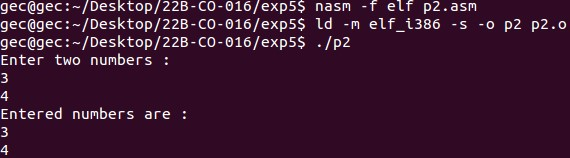 gec@gec:~/Desktop/22B-CO-016/exp5$ nasm -f elf p2.asm
gec@gec:~/Desktop/22B-CO-016/exp5$ ld -m elf_i386 -s -o p2 p2.o
gec@gec:~/Desktop/22B-CO-016/exp5$ ./p2
Enter two numbers :
3
4
Entered numbers are :
3
4